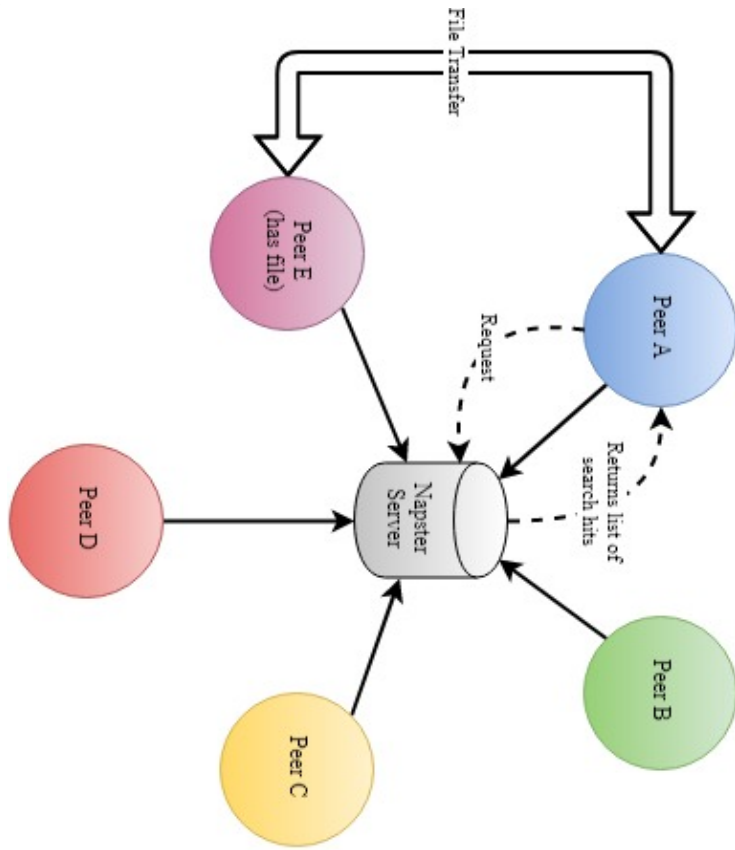 Peer A
Returns list of
search hits
Request
File Transfer
Peer B
Napster
Server
Peer E
(has file)
Peer C
Peer D